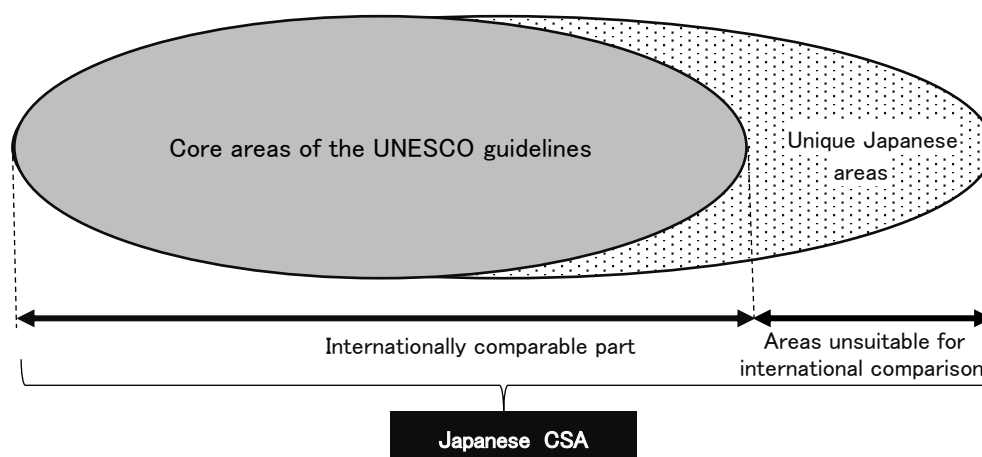 Core areas of the UNESCO guidelines
Unique Japanese
areas
Internationally comparable part
Areas unsuitable for
international comparison
Japanese CSA